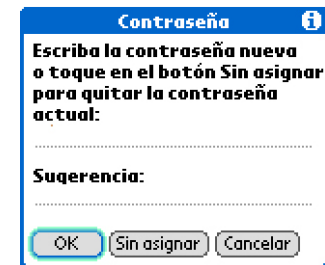 Contraseña
Escriba la contraseña nueva
o toque en el botón Sin asignar
para quitar la contraseña
actual:
Sugerencia:
OK Sin asignar Cancelar